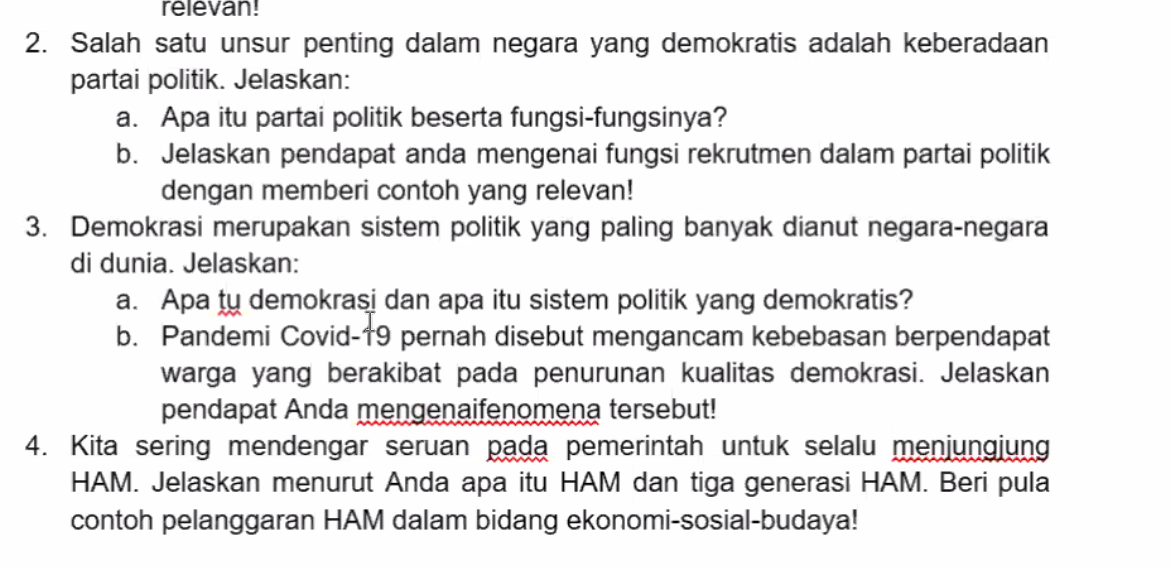 relevan!
2. Salah satu unsur penting dalam negara yang demokratis adalah keberadaan
partai politik. Jelaskan:
a. Apa itu partai politik beserta fungsi-fungsinya?
b. Jelaskan pendapat anda mengenai fungsi rekrutmen dalam partai politik
dengan memberi contoh yang relevan!
3. Demokrasi merupakan sistem politik yang paling banyak dianut negara-negara
di dunia. Jelaskan:
a. Apa tu demokrasi dan apa itu sistem politik yang demokratis?
b. Pandemi Covid-19 pernah disebut mengancam kebebasan berpendapat
warga yang berakibat pada penurunan kualitas demokrasi. Jelaskan
pendapat Anda mengenaifenomena tersebut!
4. Kita sering mendengar seruan pada pemerintah untuk selalu menjungjung
HAM. Jelaskan menurut Anda apa itu HAM dan tiga generasi HAM. Beri pula
contoh pelanggaran HAM dalam bidang ekonomi-sosial-budaya!